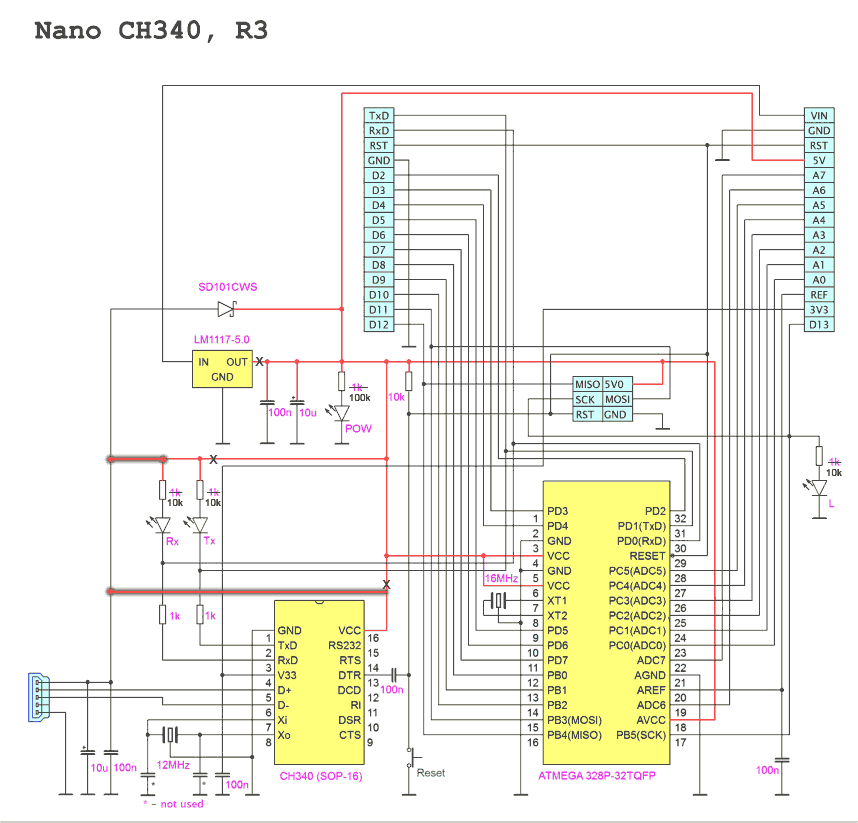 Nano CH340, R3
TxD
RxD
RST
GND
D2
D3
D4
D5
D6
D7
D8
D9
D10
D11
D12
VIN
GND
RST
5V
A7
A6
A5
A4
A3
A2
A1
A0
REF
3V3
D13
SD101CWS
LM1117-5.0
IN OUT
GND
X
100n
10u
1k
100k
POW
10k
MISO 5V0
SCK MOSI
RST GND
X
1k
10k
Rx
1k
10k
Tx
1k
10k
L
X
1k
1k
16MHz
PD3
1
PD4
2
GND
3
VCC
4
GND
5
VCC
6
XT1
7
XT2
8
PD5
9
PD6
10
PD7
11
PB0
12
PB1
13
PB2
14
PB3(MOSI)
15
PB4(MISO)
16
PD2
32
PD1(TxD)
31
PD0(RxD)
30
RESET
29
PC5(ADC5)
28
PC4(ADC4)
27
PC3(ADC3)
26
PC2(ADC2)
25
PC1(ADC1)
24
PC0(ADC0)
23
ADC7
22
AGND
21
AREF
20
ADC6
19
AVCC
18
PB5(SCK)
17
ATMEGA 328P-32TQFP
GND
1
TxD
2
RxD
3
V33
4
D+
5
D-
6
Xi
7
Xo
8
VCC
16
RS232
15
RTS
14
DTR
13
DCD
12
RI
11
DSR
10
CTS
9
CH340 (SOP-16)
100n
Reset
10u
100n
12MHz
*
*
100n
* - not used
100n